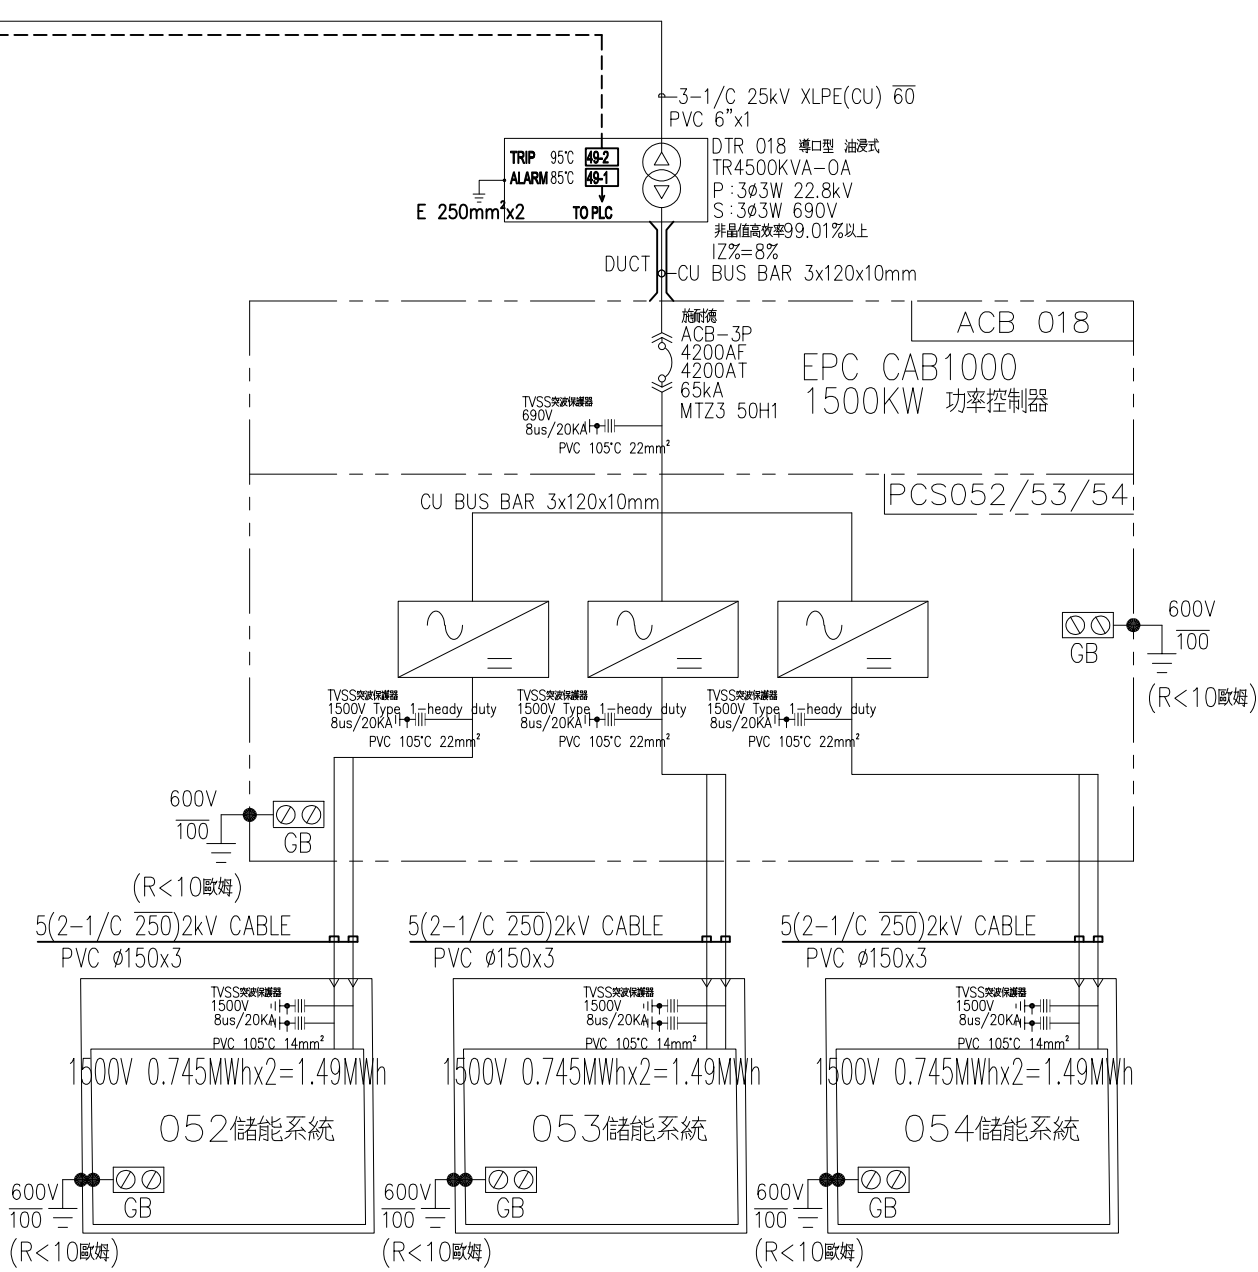 3-1/C 25kV XLPE(CU) 60
PVC 6"x1
DTR 018 導口型 油浸式
TR4500KVA-OA
P:3ø3W 22.8kV
S:3ø3W 690V
非晶值高效率99.01%以上
IZ%=8%
TRIP 95°C 49-2
ALARM 85°C 49-1
TO PLC
E 250mm²x2
DUCT
CU BUS BAR 3x120x10mm
ACB 018
EPC CAB1000
1500KW 功率控制器
施耐德
ACB-3P
4200AF
4200AT
65kA
MTZ3 50H1
TVSS突波保護器
690V
8us/20KA
PVC 105°C 22mm²
PCS052/53/54
CU BUS BAR 3x120x10mm
600V
100
GB
(R<10歐姆)
TVSS突波保護器
1500V Type 1-heady duty
8us/20KA
PVC 105°C 22mm²
TVSS突波保護器
1500V Type 1-heady duty
8us/20KA
PVC 105°C 22mm²
TVSS突波保護器
1500V Type 1-heady duty
8us/20KA
PVC 105°C 22mm²
600V
100
GB
(R<10歐姆)
5(2-1/C 250)2kV CABLE
PVC ø150x3
5(2-1/C 250)2kV CABLE
PVC ø150x3
5(2-1/C 250)2kV CABLE
PVC ø150x3
TVSS突波保護器
1500V
8us/20KA
PVC 105°C 14mm²
1500V 0.745MWhx2=1.49MWh
052儲能系統
600V
100
GB
(R<10歐姆)
TVSS突波保護器
1500V
8us/20KA
PVC 105°C 14mm²
1500V 0.745MWhx2=1.49MWh
053儲能系統
600V
100
GB
(R<10歐姆)
TVSS突波保護器
1500V
8us/20KA
PVC 105°C 14mm²
1500V 0.745MWhx2=1.49MWh
054儲能系統
600V
100
GB
(R<10歐姆)